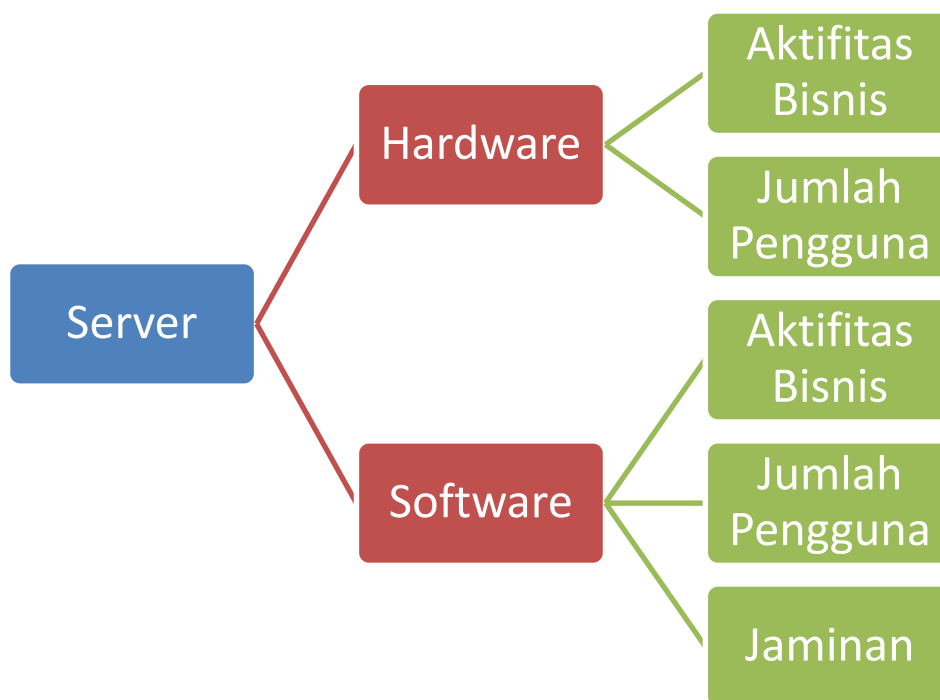 Server
Hardware
Aktifitas
Bisnis
Jumlah
Pengguna
Software
Aktifitas
Bisnis
Jumlah
Pengguna
Jaminan